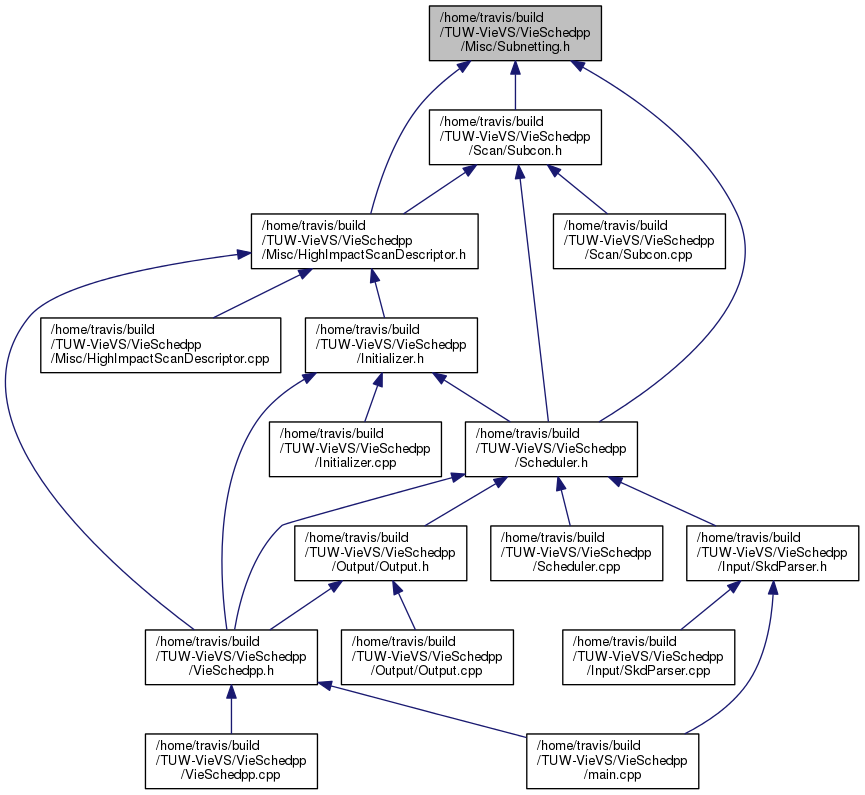 /home/travis/build
/TUW-VieVS/VieSchedpp
/Misc/Subnetting.h
/home/travis/build
/TUW-VieVS/VieSchedpp
/Scan/Subcon.h
/home/travis/build
/TUW-VieVS/VieSchedpp
/Misc/HighImpactScanDescriptor.h
/home/travis/build
/TUW-VieVS/VieSchedpp
/Scan/Subcon.cpp
/home/travis/build
/TUW-VieVS/VieSchedpp
/Misc/HighImpactScanDescriptor.cpp
/home/travis/build
/TUW-VieVS/VieSchedpp
/Initializer.h
/home/travis/build
/TUW-VieVS/VieSchedpp
/Initializer.cpp
/home/travis/build
/TUW-VieVS/VieSchedpp
/Scheduler.h
/home/travis/build
/TUW-VieVS/VieSchedpp
/Output/Output.h
/home/travis/build
/TUW-VieVS/VieSchedpp
/Scheduler.cpp
/home/travis/build
/TUW-VieVS/VieSchedpp
/Input/SkdParser.h
/home/travis/build
/TUW-VieVS/VieSchedpp
/VieSchedpp.h
/home/travis/build
/TUW-VieVS/VieSchedpp
/Output/Output.cpp
/home/travis/build
/TUW-VieVS/VieSchedpp
/Input/SkdParser.cpp
/home/travis/build
/TUW-VieVS/VieSchedpp
/VieSchedpp.cpp
/home/travis/build
/TUW-VieVS/VieSchedpp
/main.cpp